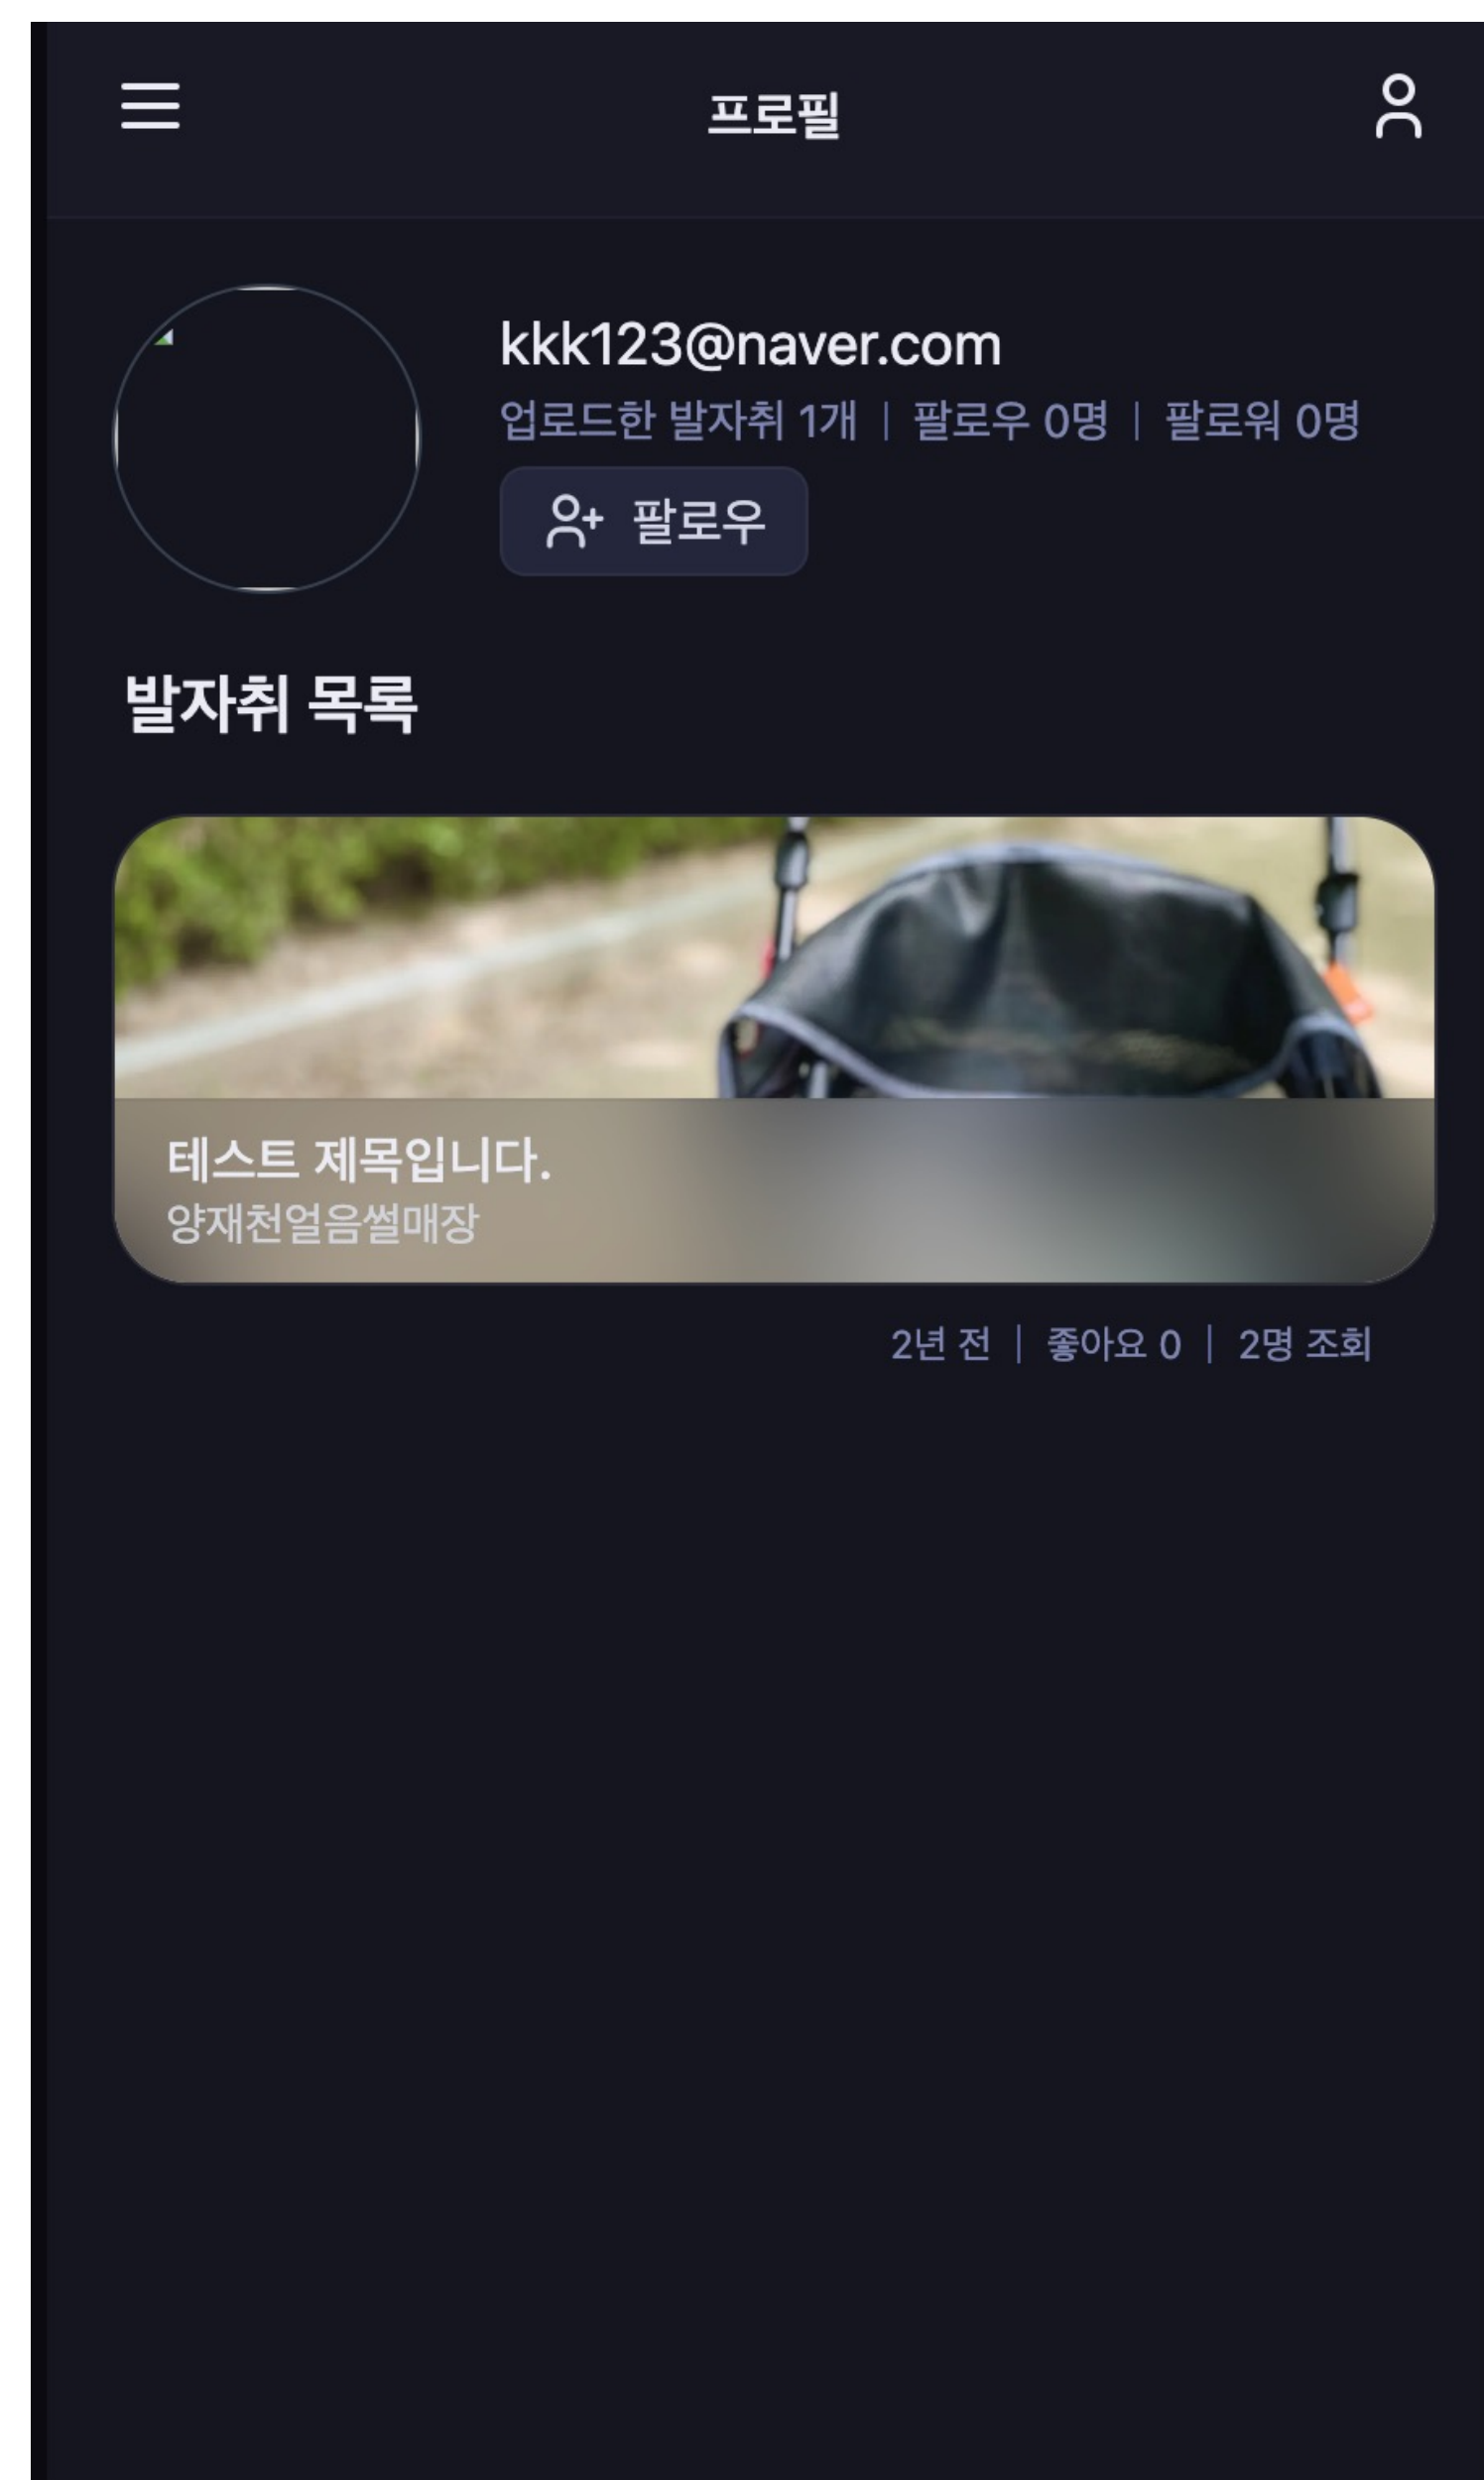 프로필
kkk123@naver.com
업로드한 발자취 1개 | 팔로우 0명 | 팔로워 0명
팔로우
발자취 목록
테스트 제목입니다.
양재천얼음썰매장
2년 전 | 좋아요 0 | 2명 조회